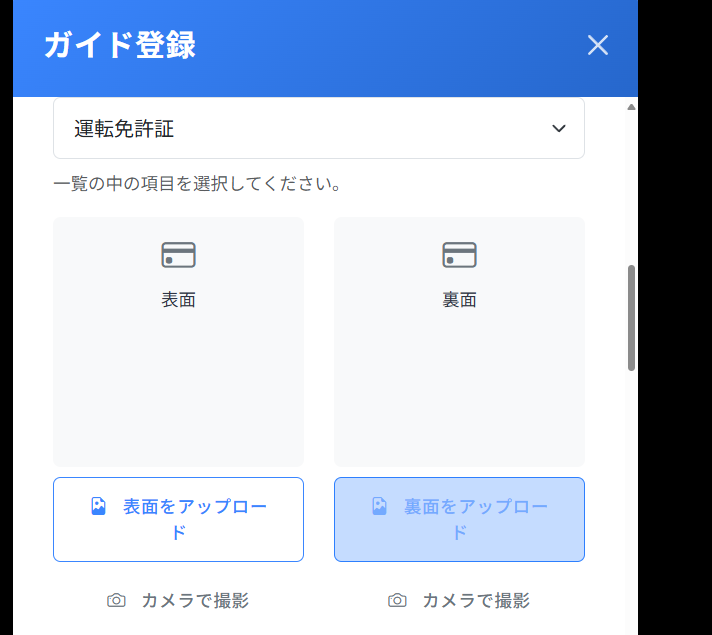 ガイド登録
運転免許証
一覧の中の項目を選択してください。
表面
裏面
表面をアップロー
ド
裏面をアップロー
ド
カメラで撮影
カメラで撮影